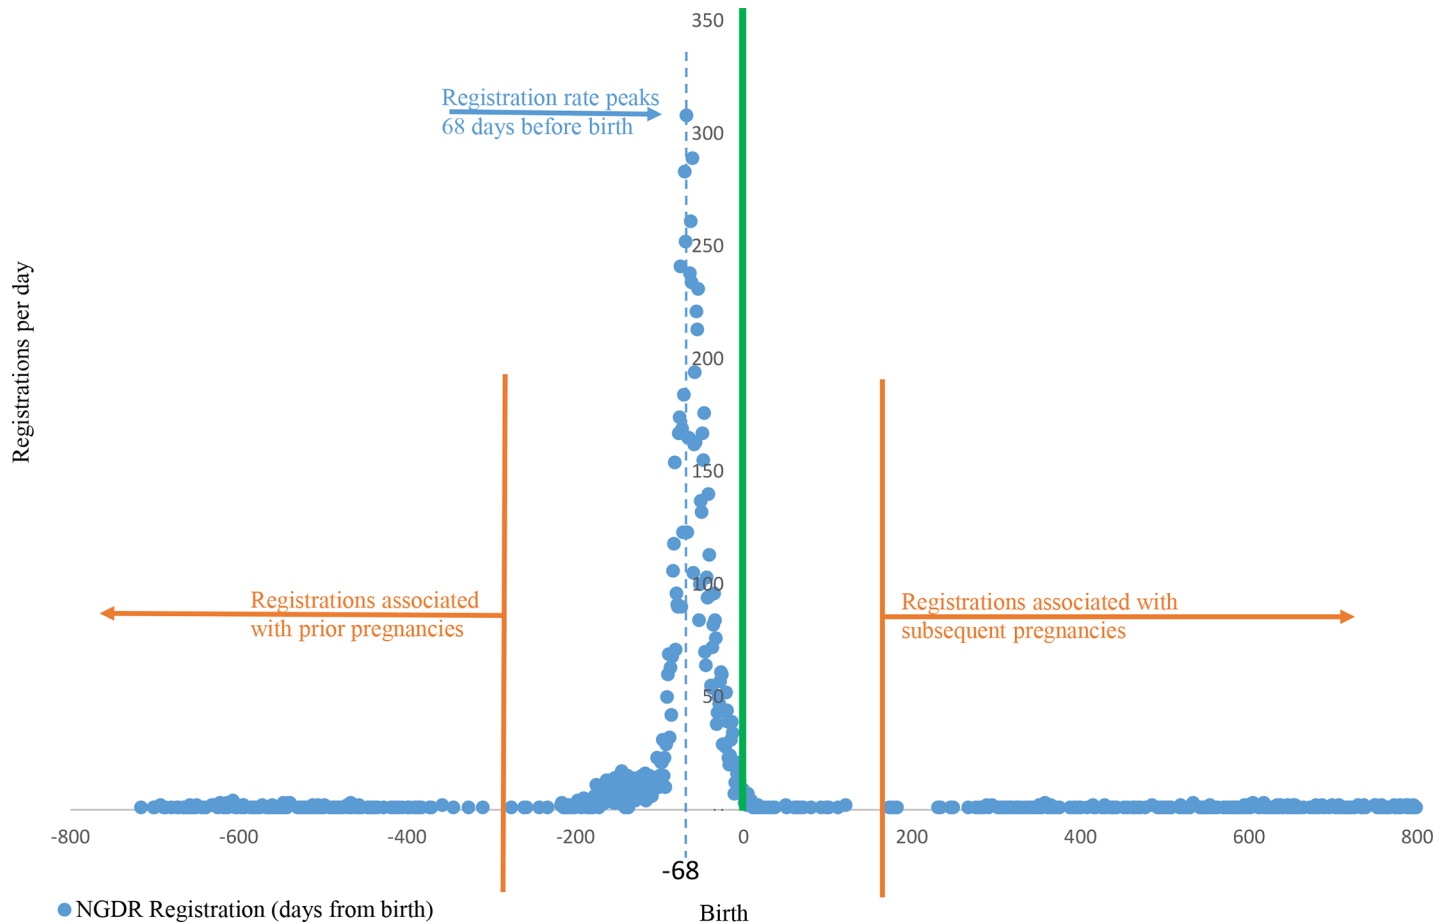 350
Registration rate peaks
68 days before birth
300
250
Registrations per day
200
150
100
Registrations associated
with prior pregnancies
Registrations associated with
subsequent pregnancies
50
-800
-600
-400
-200
0
200
400
600
800
-68
NGDR Registration (days from birth)
Birth